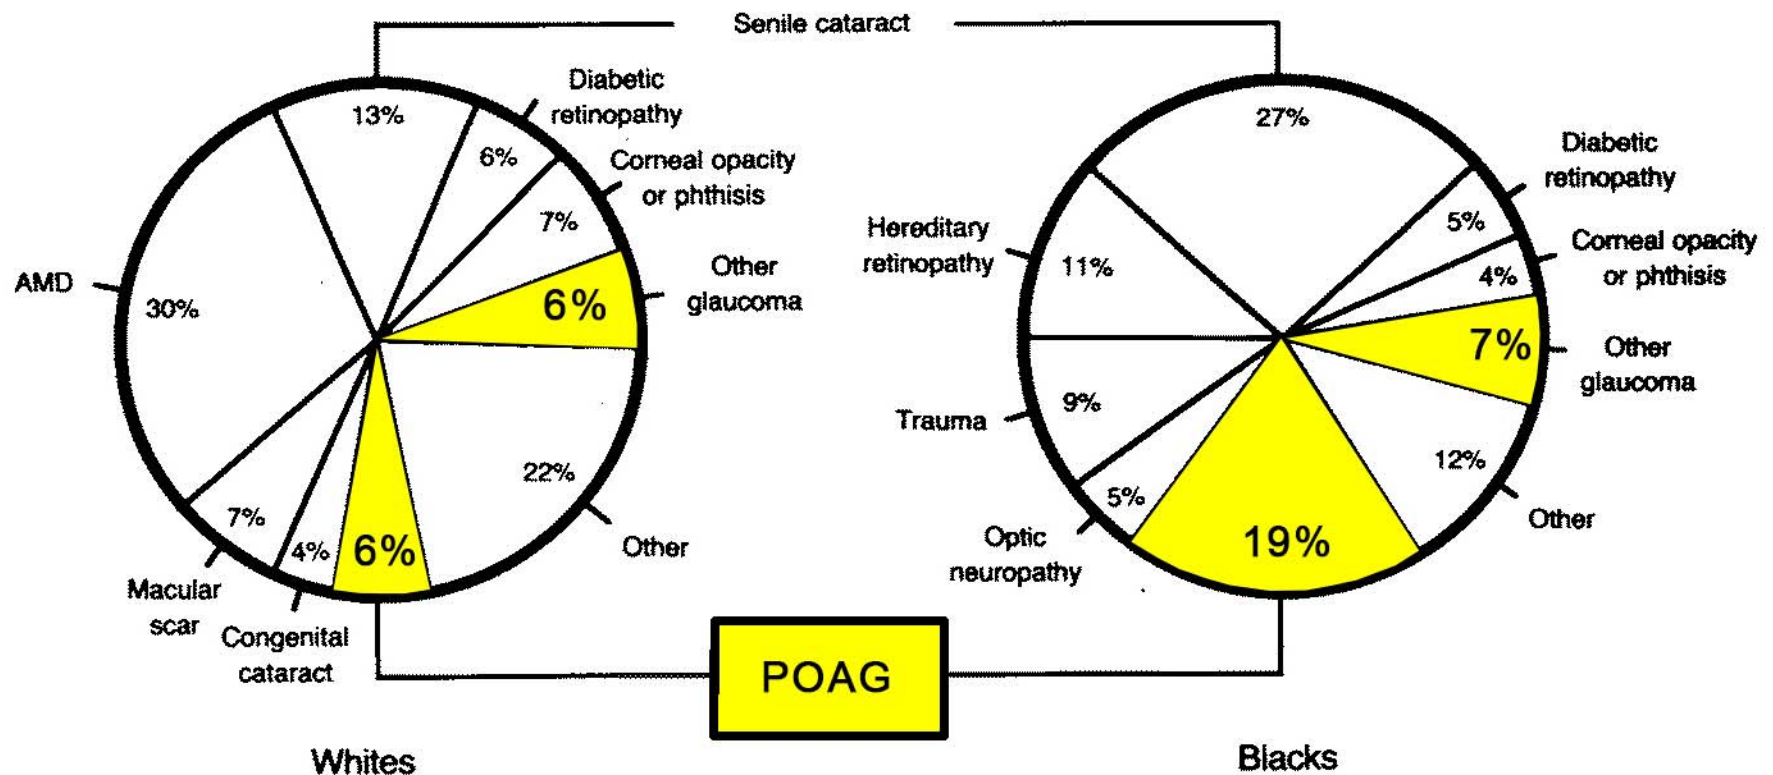 Senile cataract
13%
Diabetic
retinopathy
6%
Corneal opacity
or phthisis
7%
Other
glaucoma
6%
22%
Other
6%
4%
Congenital
cataract
7%
Macular
scar
30%
AMD
27%
Diabetic
retinopathy
5%
Corneal opacity
or phthisis
4%
Other
glaucoma
7%
12%
Other
19%
5%
Optic
neuropathy
9%
Trauma
11%
Hereditary
retinopathy
POAG
Whites
Blacks